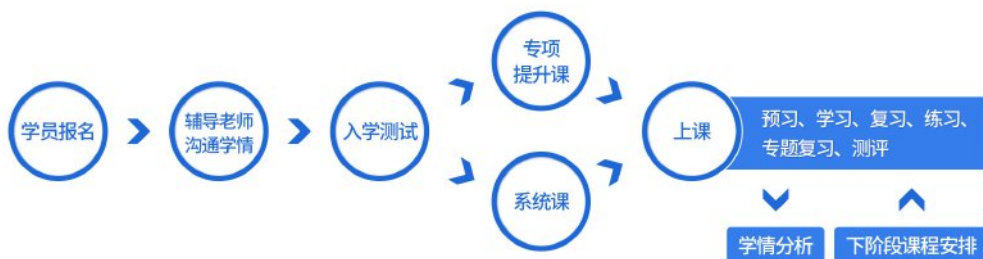 学员报名
辅导老师
沟通学情
入学测试
专项
提升课
系统课
上课
预习、学习、复习、练习、
专题复习、测评
学情分析
下阶段课程安排